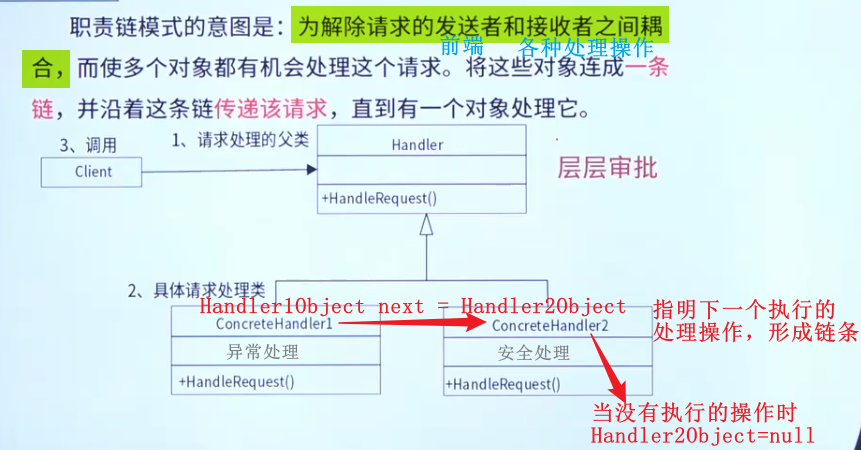 职责链模式的意图是：为解除请求的发送者和接收者之间耦
前端 各种处理操作
合，而使多个对象都有机会处理这个请求。将这些对象连成一条
链，并沿着这条链传递该请求，直到有一个对象处理它。
3、调用
1、请求处理的父类
Handler
Client
层层审批
+HandleRequest()
2、具体请求处理类
Handler1Object next = Handler2Object
指明下一个执行的
处理操作，形成链条
ConcreteHandler1
ConcreteHandler2
异常处理
安全处理
+HandleRequest()
+HandleRequest()
当没有执行的操作时
Handler2Object=null